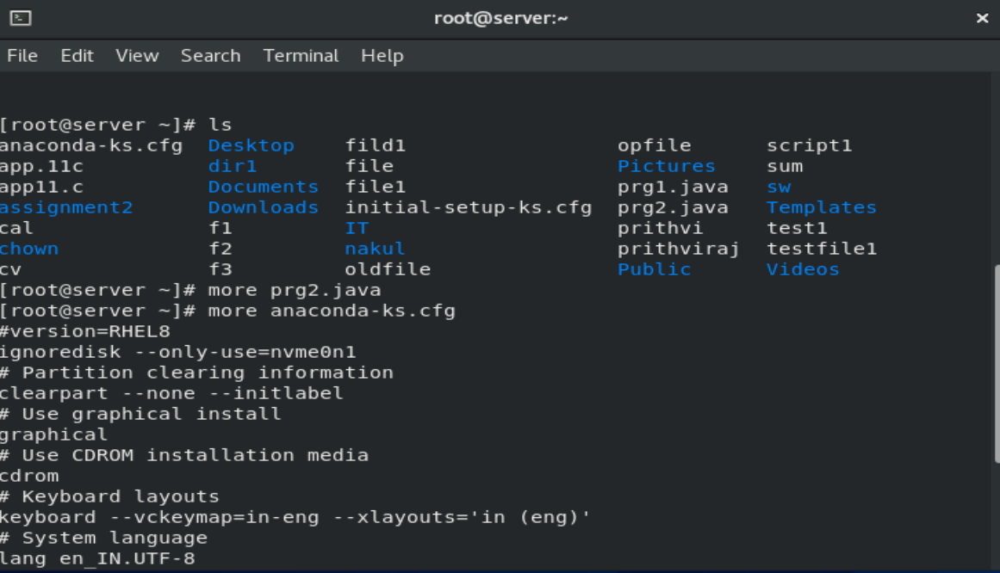 root@server:~
File Edit View Search Terminal Help
[root@server ~]# ls
anaconda-ks.cfg Desktop fild1 opfile script1
app.11c dir1 file Pictures sum
app11.c Documents file1 prg1.java sw
assignment2 Downloads initial-setup-ks.cfg prg2.java Templates
cal f1 IT prithvi test1
chown f2 nakul prithviraj testfile1
cv f3 oldfile Public Videos
[root@server ~]# more prg2.java
[root@server ~]# more anaconda-ks.cfg
#version=RHEL8
ignoredisk --only-use=nvme0n1
# Partition clearing information
clearpart --none --initlabel
# Use graphical install
graphical
# Use CDROM installation media
cdrom
# Keyboard layouts
keyboard --vckeymap=in-eng --xlayouts='in (eng)'
# System language
lang en_IN.UTF-8